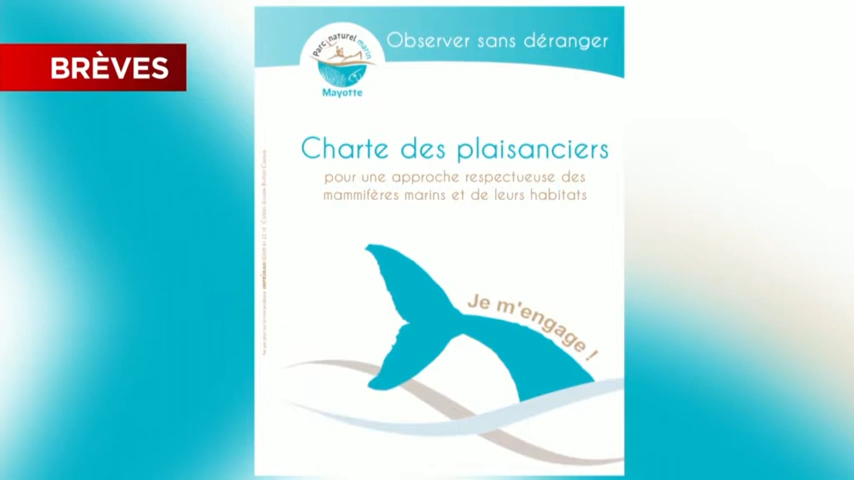 BRÈVES
Observer sans déranger
Parc naturel marin
Mayotte
Charte des plaisanciers
pour une approche respectueuse des
mammifères marins et de leurs habitats
Je m'engage !